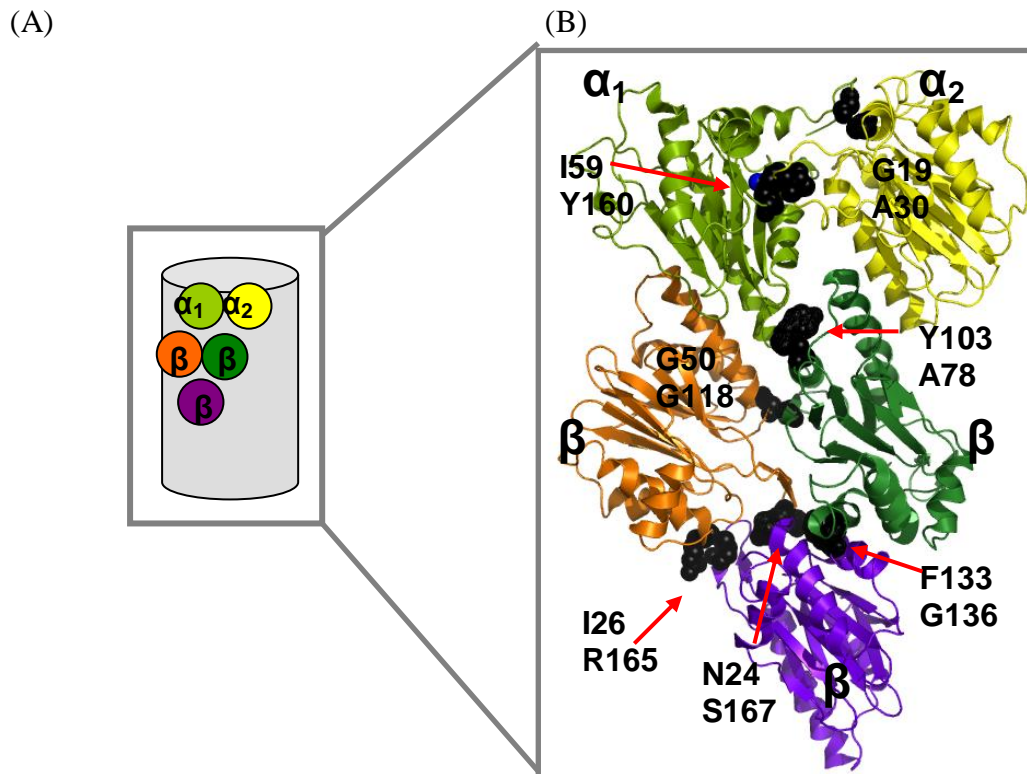 (A)
(B)
α1
α2
β
β
β
α1
α2
I59
Y160
G19
A30
Y103
A78
G50
G118
β
β
F133
G136
I26
R165
N24
S167
β